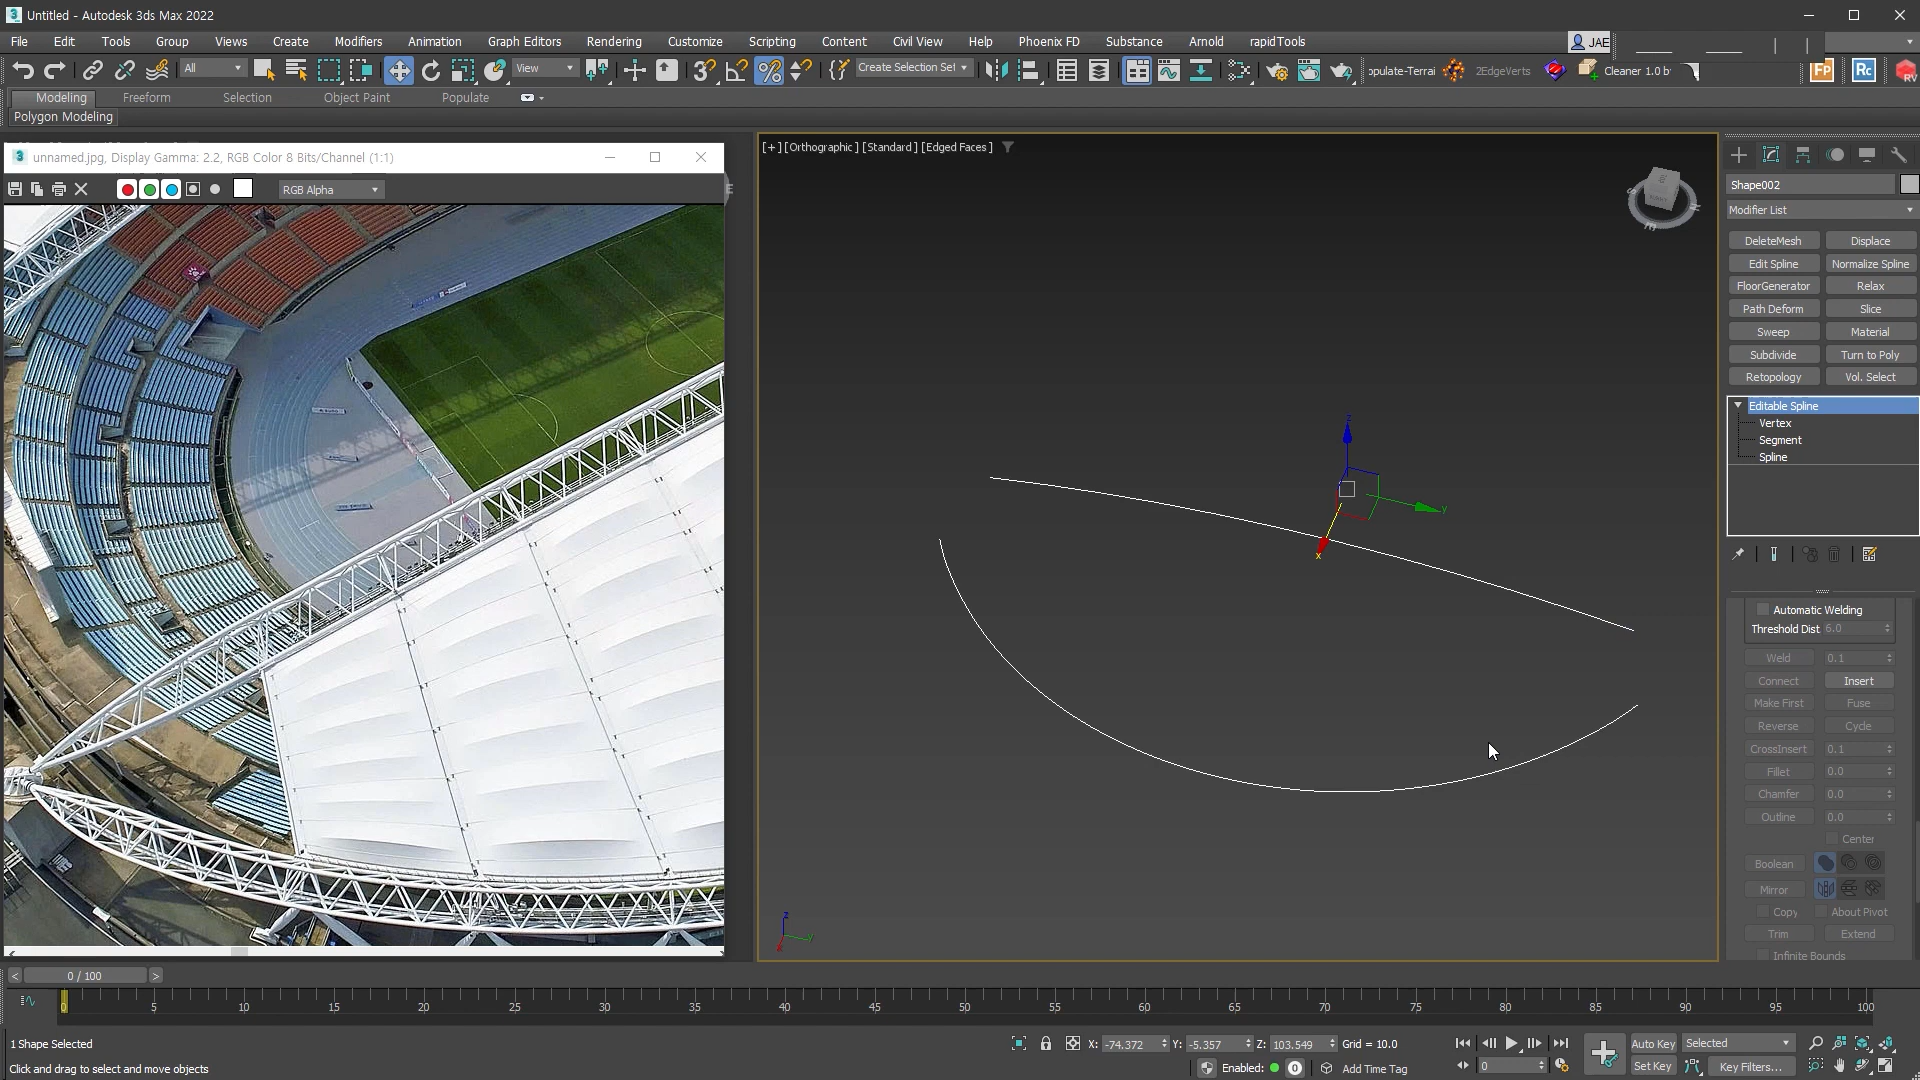 Untitled - Autodesk 3ds Max 2022
File Edit Tools Group Views Create Modifiers Animation Graph Editors Rendering Customize Scripting Content Civil View Help Phoenix FD Substance Arnold rapidTools JAE
All View Create Selection Set opulate-Terrai 2EdgeVerts Cleaner 1.0 b Fp Rc RV
Modeling Freeform Selection Object Paint Populate
Polygon Modeling
unnamed.jpg, Display Gamma: 2.2, RGB Color 8 Bits/Channel (1:1)
RGB Alpha
[+] [Orthographic] [Standard] [Edged Faces]
z
y
x
z
y
Shape002
Modifier List
DeleteMesh Displace
Edit Spline Normalize Spline
FloorGenerator Relax
Path Deform Slice
Sweep Material
Subdivide Turn to Poly
Retopology Vol. Select
Editable Spline
Vertex
Segment
Spline
Automatic Welding
Threshold Dist 6.0
Weld 0.1
Connect Insert
Make First Fuse
Reverse Cycle
CrossInsert 0.1
Fillet 0.0
Chamfer 0.0
Outline 0.0
Center
Boolean
Mirror
Copy About Pivot
Trim Extend
Infinite Bounds
< 0 / 100 >
0 5 10 15 20 25 30 35 40 45 50 55 60 65 70 75 80 85 90 95 100
1 Shape Selected
Click and drag to select and move objects
X: -74.372 Y: -5.357 Z: 103.549 Grid = 10.0
Enabled: 0 Add Time Tag
0
Auto Key Selected
Set Key Key Filters...